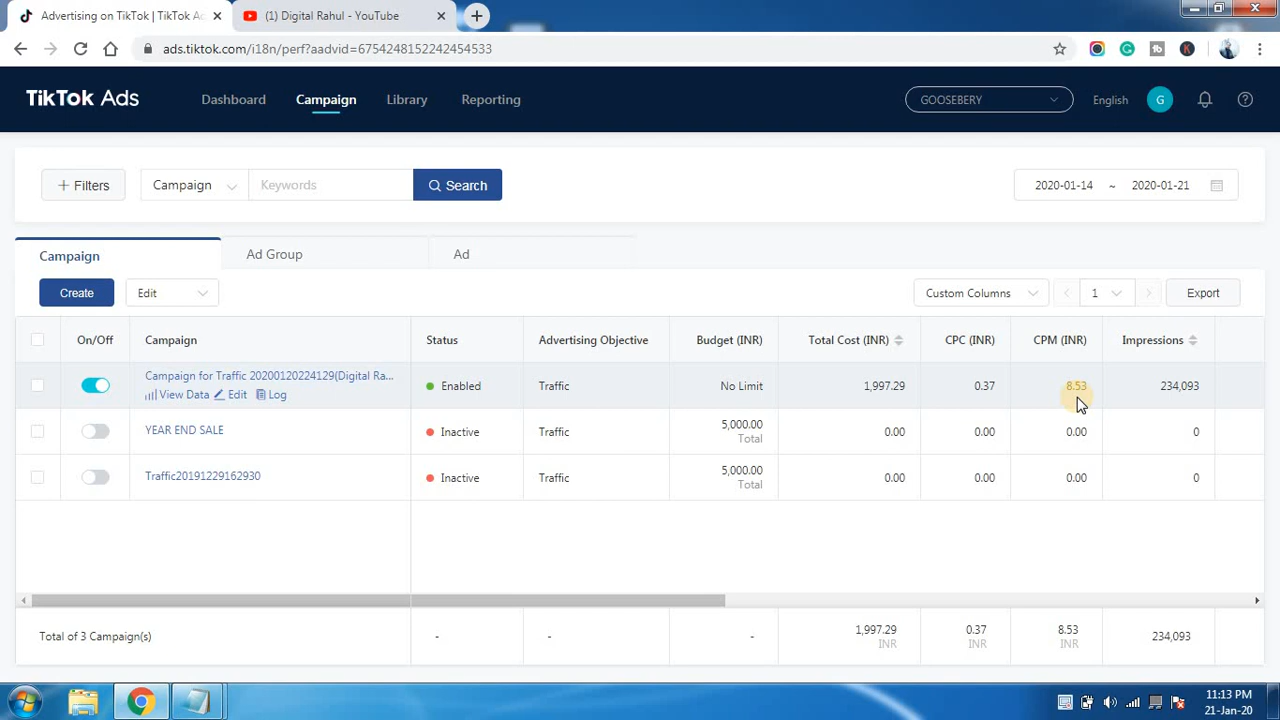 Advertising on TikTok | TikTok Ac
(1) Digital Rahul - YouTube
ads.tiktok.com/i18n/perf?aadvid=6754248152242454533
TikTok Ads
Dashboard
Campaign
Library
Reporting
GOOSEBERY
English
G
Filters
Campaign
Keywords
Search
2020-01-14 ~ 2020-01-21
Campaign
Ad Group
Ad
Create
Edit
Custom Columns
1
Export
On/Off Campaign Status Advertising Objective Budget (INR) Total Cost (INR) CPC (INR) CPM (INR) Impressions
Campaign for Traffic 20200120224129(Digital Ra...
View Data Edit Log
Enabled Traffic No Limit 1,997.29 0.37 8.53 234,093
YEAR END SALE Inactive Traffic 5,000.00 0.00 0.00 0.00 0
Total
Traffic20191229162930 Inactive Traffic 5,000.00 0.00 0.00 0.00 0
Total
Total of 3 Campaign(s) - - - 1,997.29 0.37 8.53 234,093
INR INR INR
11:13 PM
21-Jan-20